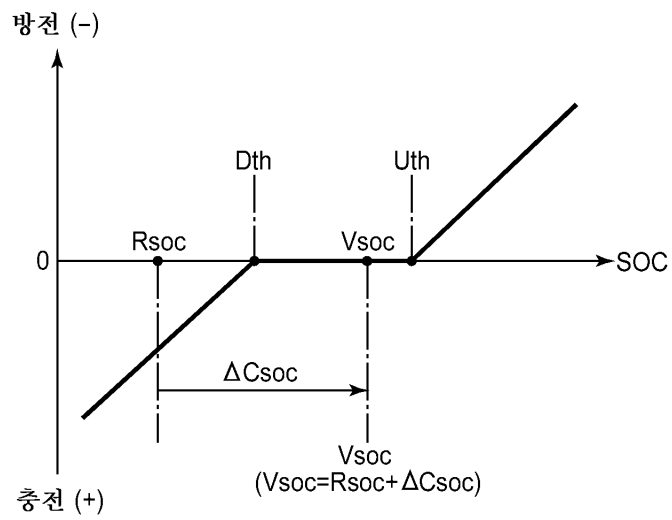 방전 (–)
Dth
Uth
Rsoc
Vsoc
0
SOC
ΔCsoc
Vsoc
(Vsoc=Rsoc+ΔCsoc)
충전 (+)